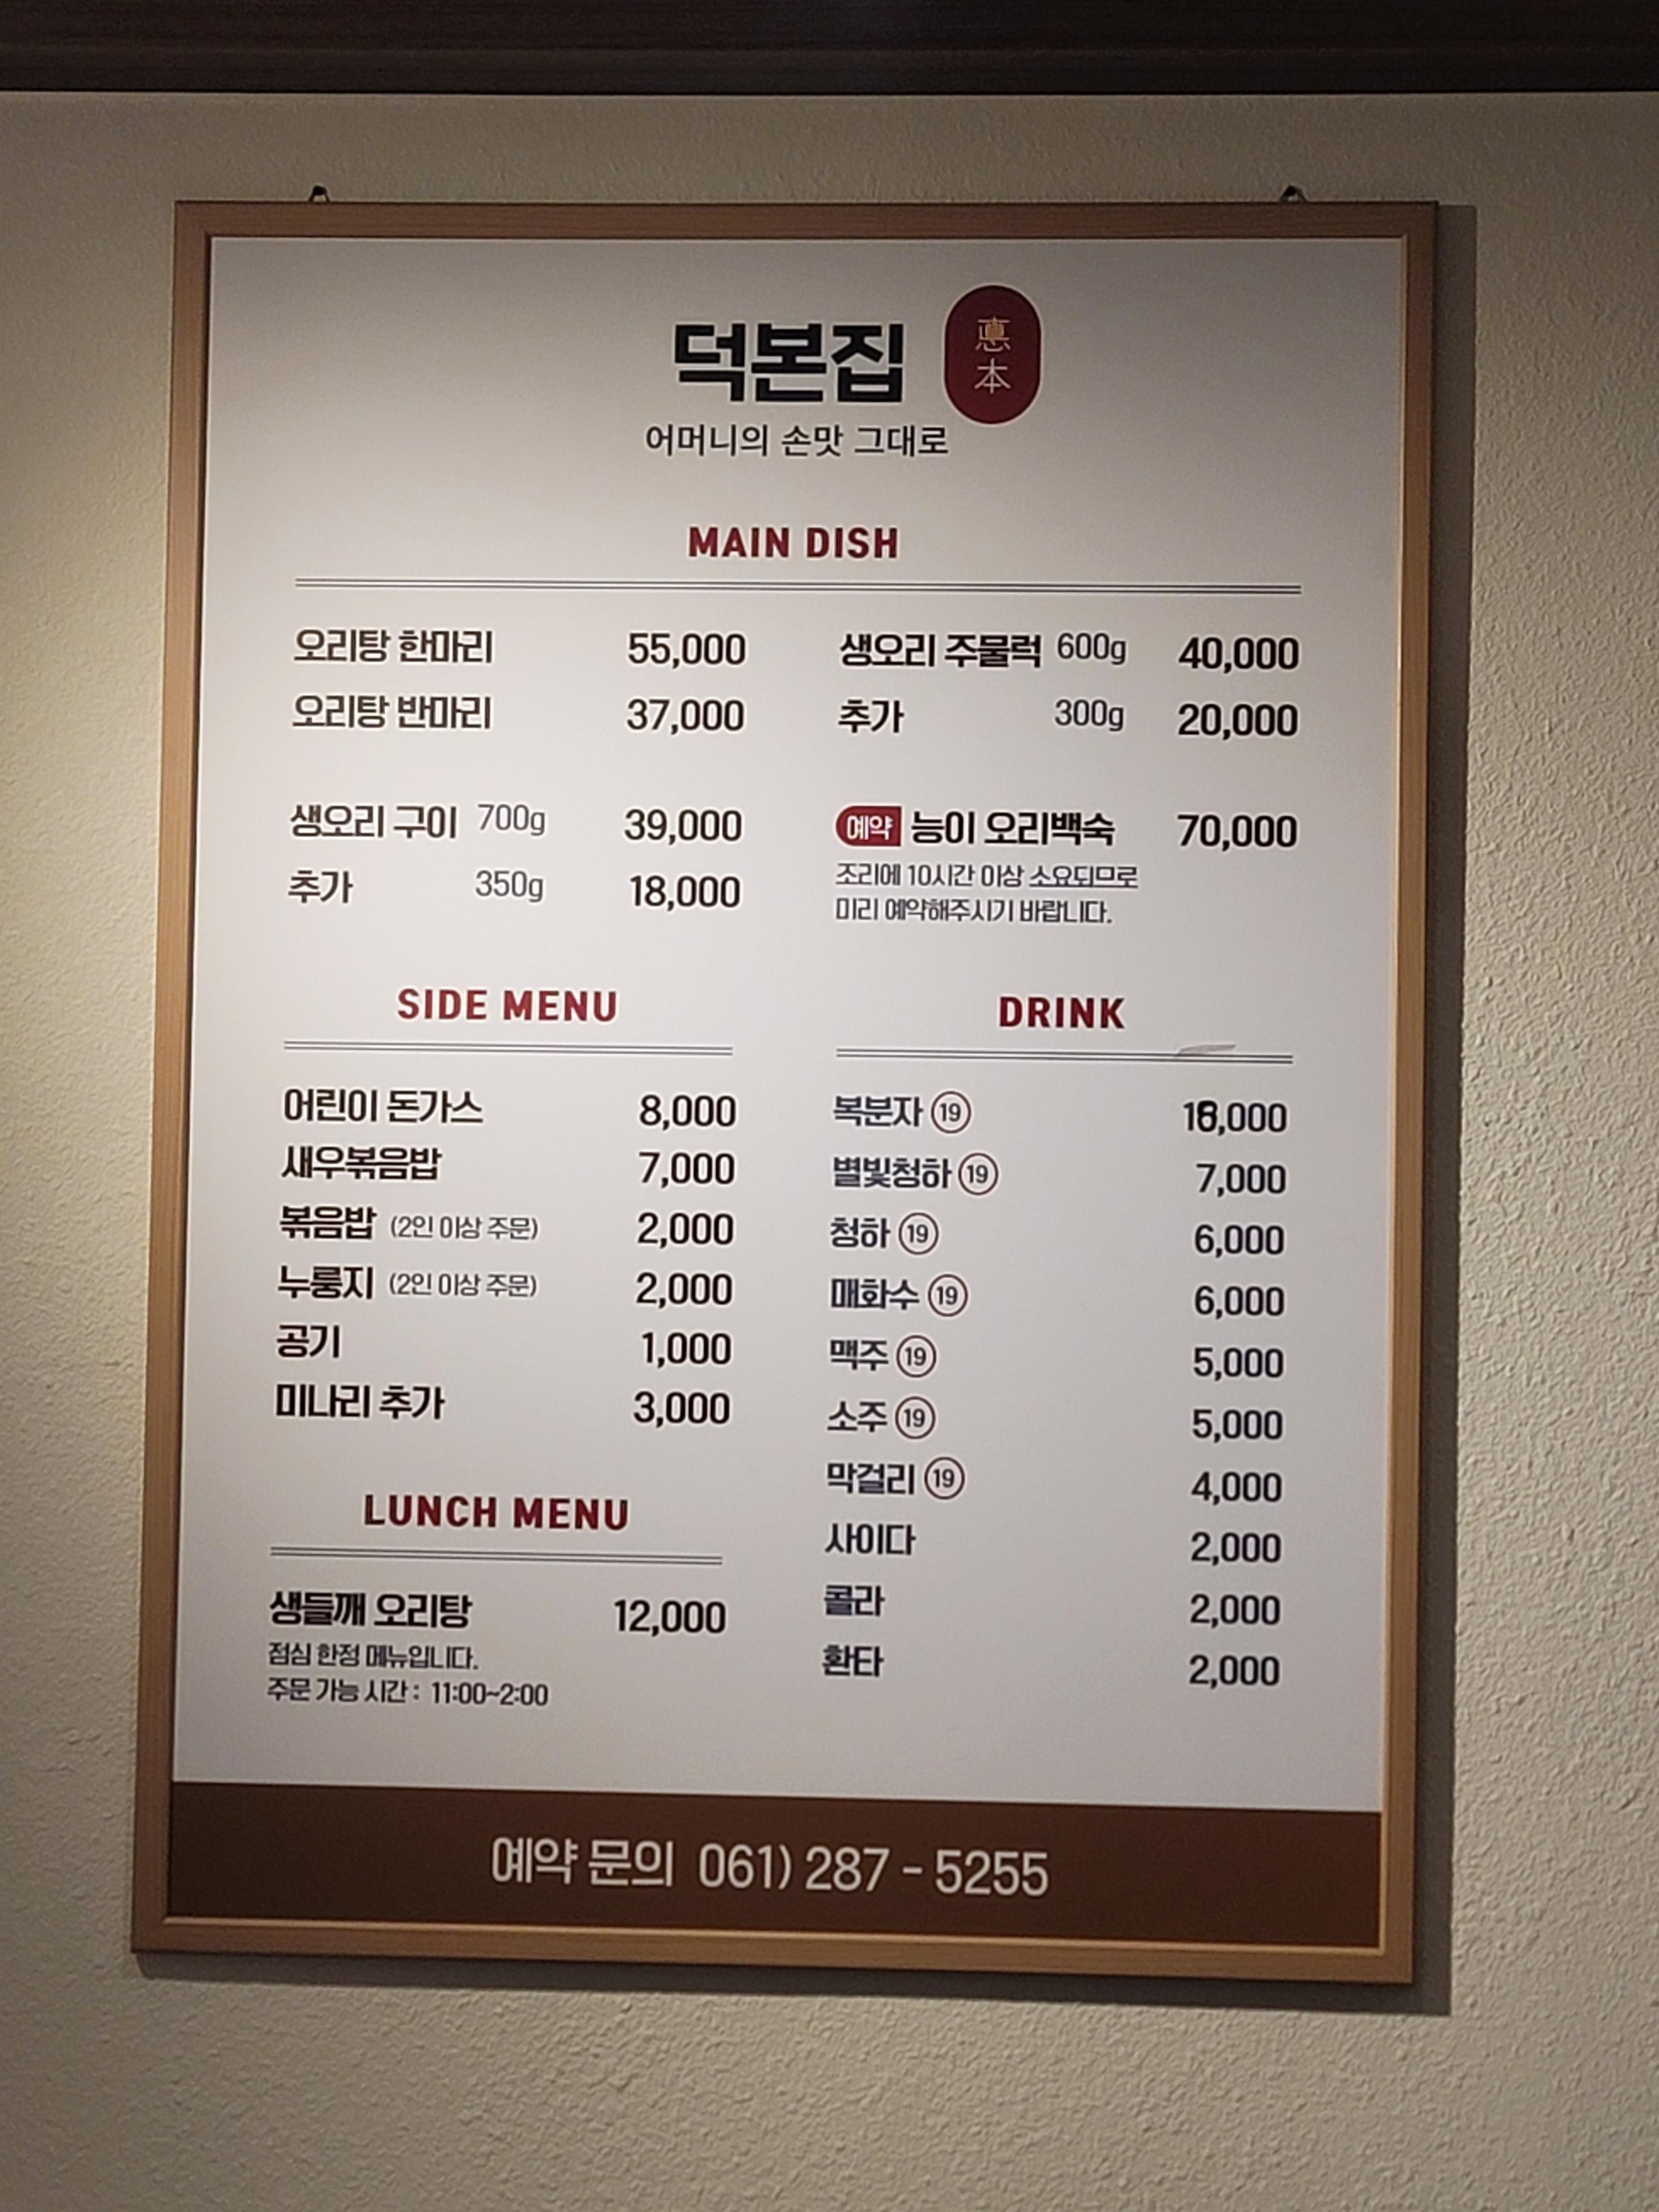 덕본집
悳
本
어머니의 손맛 그대로
MAIN DISH
오리탕 한마리 55,000
오리탕 반마리 37,000
생오리 구이 700g 39,000
추가 350g 18,000
생오리 주물럭 600g 40,000
추가 300g 20,000
예약 능이 오리백숙 70,000
조리에 10시간 이상 소요되므로
미리 예약해주시기 바랍니다.
SIDE MENU
어린이 돈가스 8,000
새우볶음밥 7,000
볶음밥 (2인 이상 주문) 2,000
누룽지 (2인 이상 주문) 2,000
공기 1,000
미나리 추가 3,000
LUNCH MENU
생들깨 오리탕 12,000
점심 한정 메뉴입니다.
주문 가능 시간 : 11:00~2:00
DRINK
복분자 19
별빛청하 19 7,000
청하 19 6,000
매화수 19 6,000
맥주 19 5,000
소주 19 5,000
막걸리 19 4,000
사이다 2,000
콜라 2,000
환타 2,000
예약 문의 061) 287 - 5255